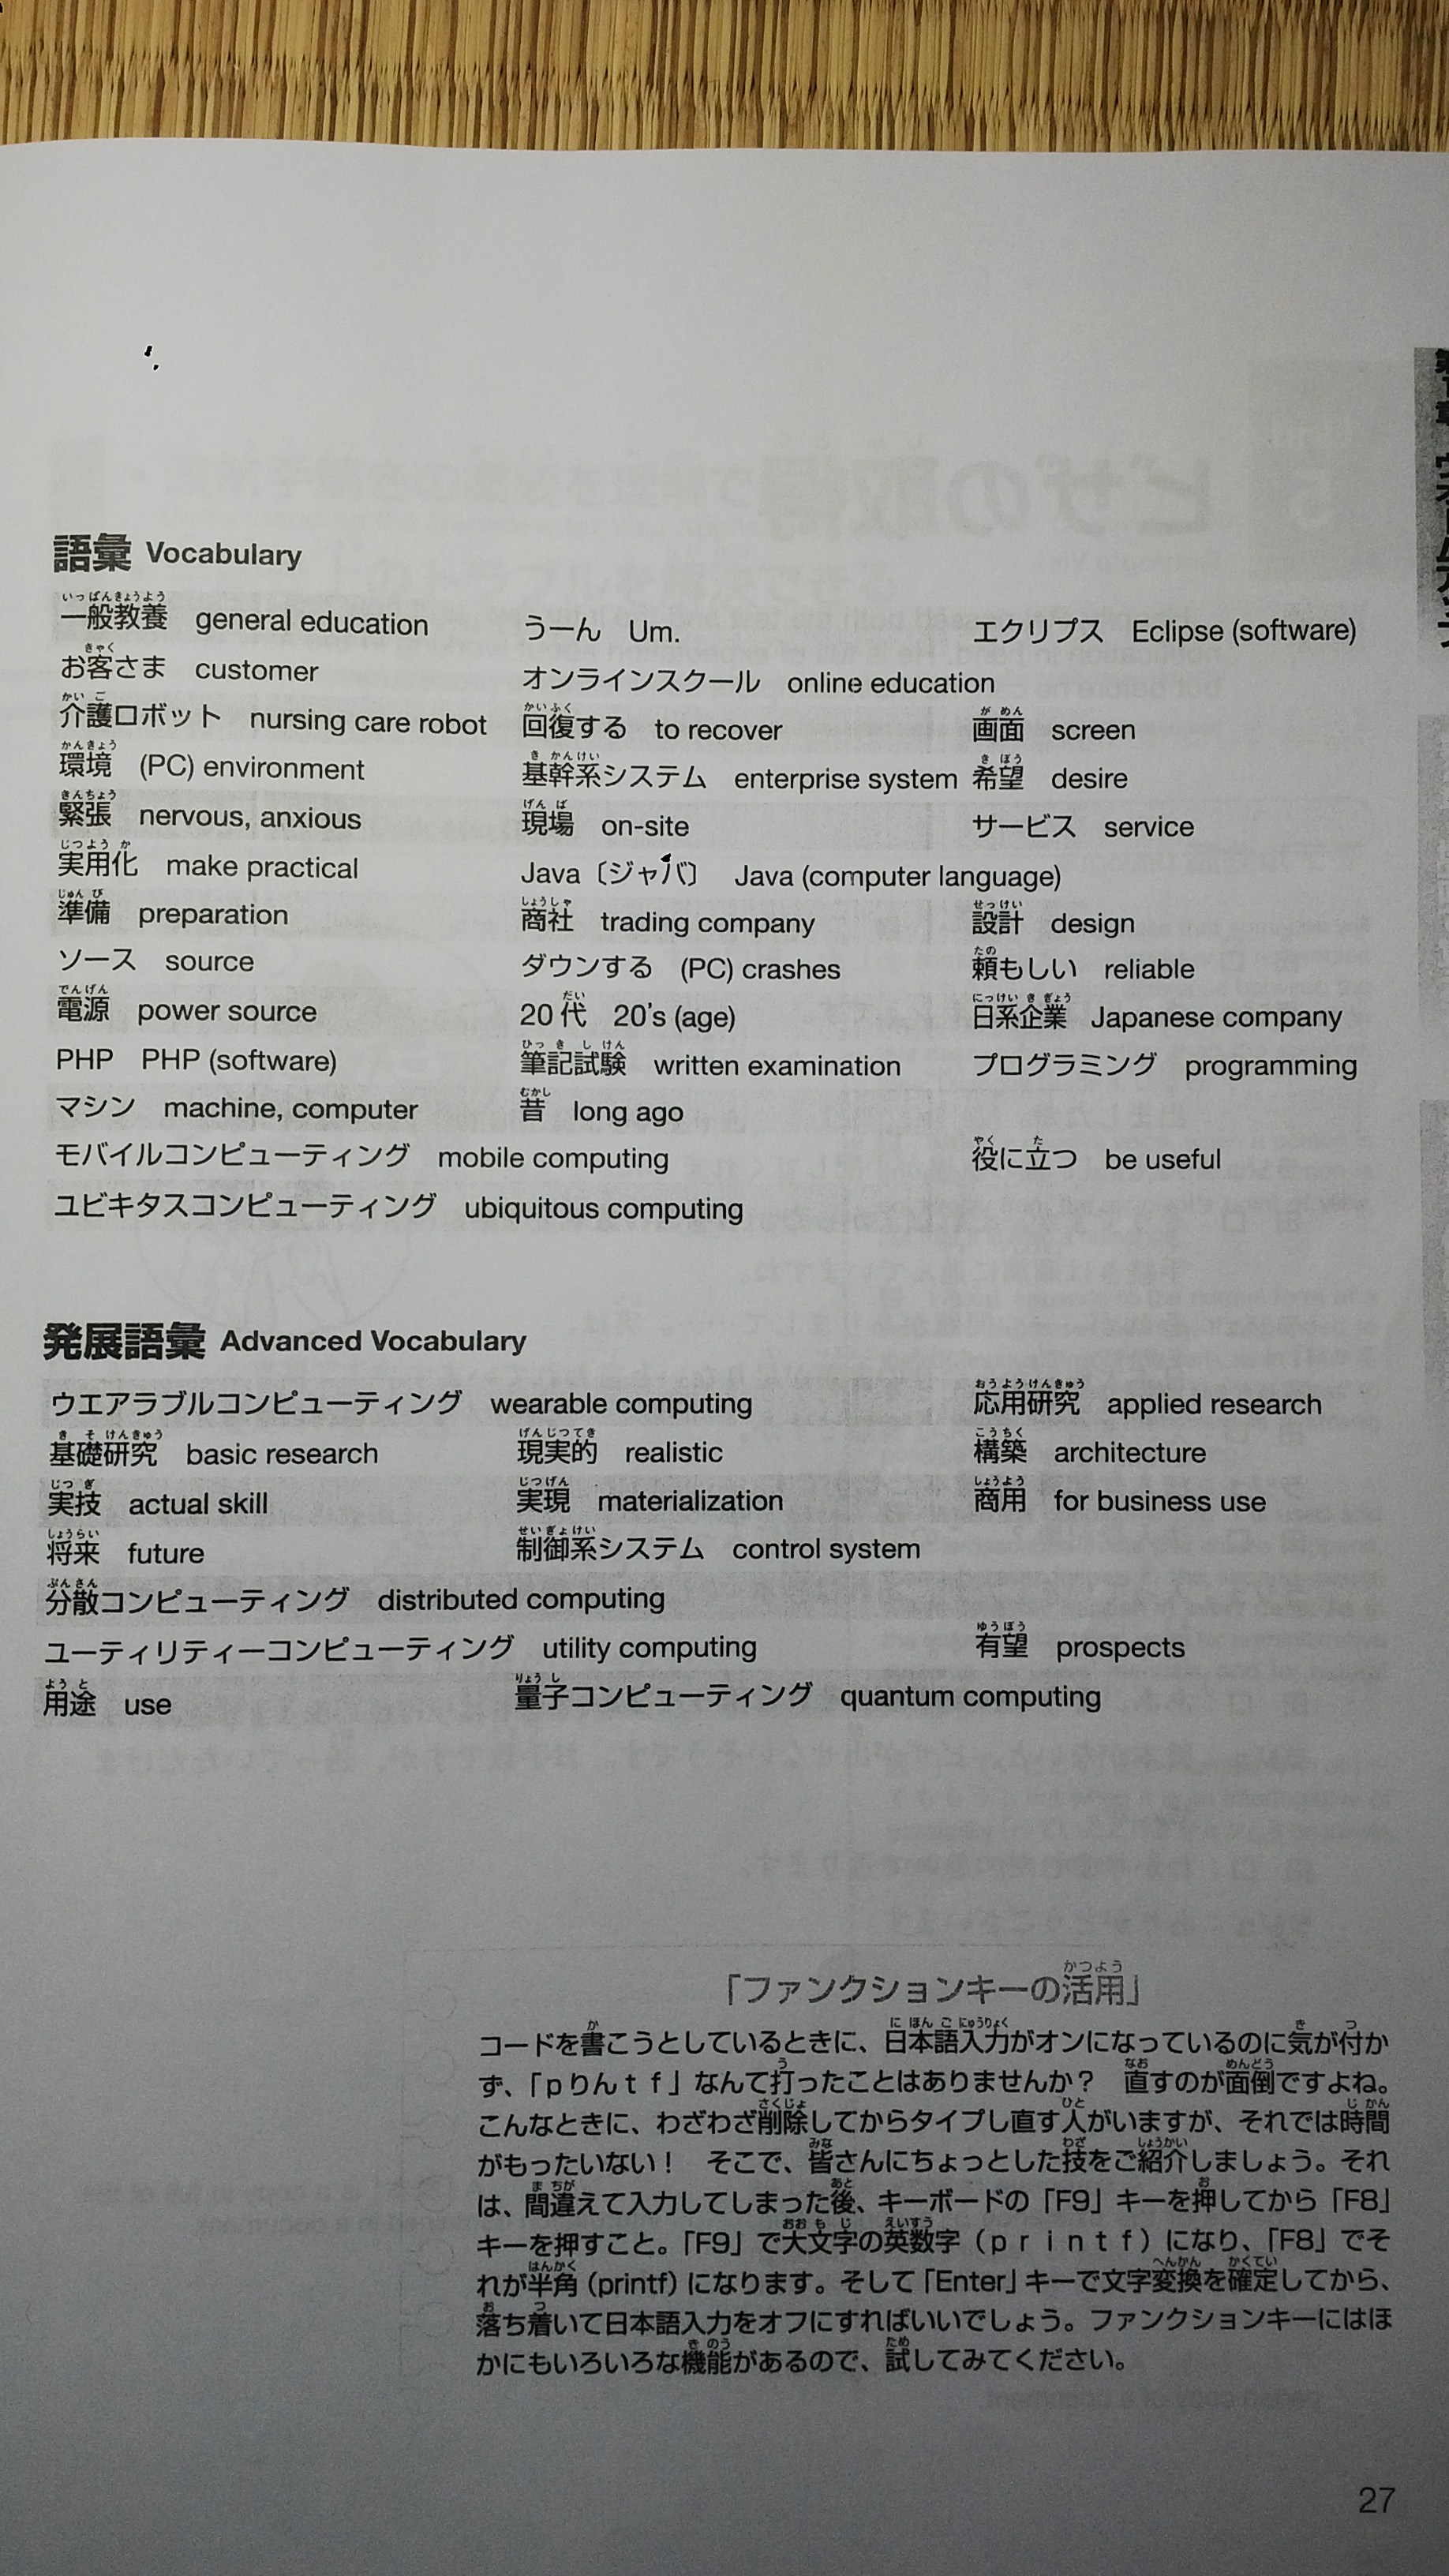 語彙 Vocabulary
一般教養 general education うーん Um. エクリプス Eclipse (software)
お客さま customer オンラインスクール online education
介護ロボット nursing care robot 回復する to recover 画面 screen
環境 (PC) environment 基幹系システム enterprise system 希望 desire
緊張 nervous, anxious 現場 on-site サービス service
実用化 make practical Java〔ジャバ〕 Java (computer language)
準備 preparation 商社 trading company 設計 design
ソース source ダウンする (PC) crashes 頼もしい reliable
電源 power source 20代 20's (age) 日系企業 Japanese company
PHP PHP (software) 筆記試験 written examination プログラミング programming
マシン machine, computer 昔 long ago
モバイルコンピューティング mobile computing 役に立つ be useful
ユビキタスコンピューティング ubiquitous computing
発展語彙 Advanced Vocabulary
ウエアラブルコンピューティング wearable computing 応用研究 applied research
基礎研究 basic research 現実的 realistic 構築 architecture
実技 actual skill 実現 materialization 商用 for business use
将来 future 制御系システム control system
分散コンピューティング distributed computing
ユーティリティーコンピューティング utility computing 有望 prospects
用途 use 量子コンピューティング quantum computing
「ファンクションキーの活用」
コードを書こうとしているときに、日本語入力がオンになっているのに気が付か
ず、「pりんｔｆ」なんて打ったことはありませんか？ 直すのが面倒ですよね。
こんなときに、わざわざ削除してからタイプし直す人がいますが、それでは時間
がもったいない！ そこで、皆さんにちょっとした技をご紹介しましょう。それ
は、間違えて入力してしまった後、キーボードの「F9」キーを押してから「F8」
キーを押すこと。「F9」で大文字の英数字（ｐｒｉｎｔｆ）になり、「F8」でそ
れが半角（printf）になります。そして「Enter」キーで文字変換を確定してから、
落ち着いて日本語入力をオフにすればいいでしょう。ファンクションキーにはほ
かにもいろいろな機能があるので、試してみてください。
27